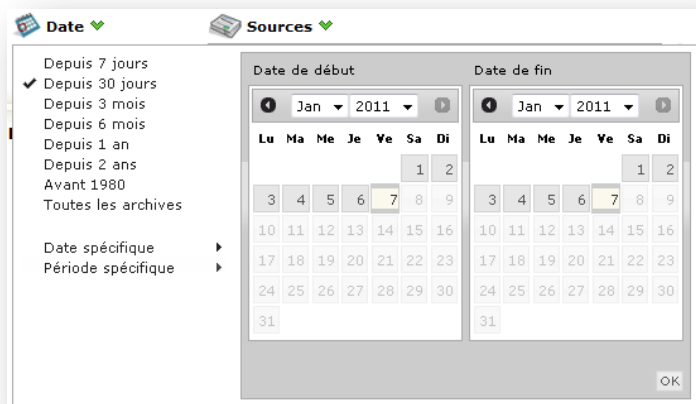 Date Sources
Depuis 7 jours
Depuis 30 jours
Depuis 3 mois
Depuis 6 mois
Depuis 1 an
Depuis 2 ans
Avant 1980
Toutes les archives
Date spécifique
Période spécifique
Date de début
Jan 2011
Lu Ma Me Je Ve Sa Di
1 2
3 4 5 6 7 8 9
10 11 12 13 14 15 16
17 18 19 20 21 22 23
24 25 26 27 28 29 30
31
Date de fin
Jan 2011
Lu Ma Me Je Ve Sa Di
1 2
3 4 5 6 7 8 9
10 11 12 13 14 15 16
17 18 19 20 21 22 23
24 25 26 27 28 29 30
31
OK